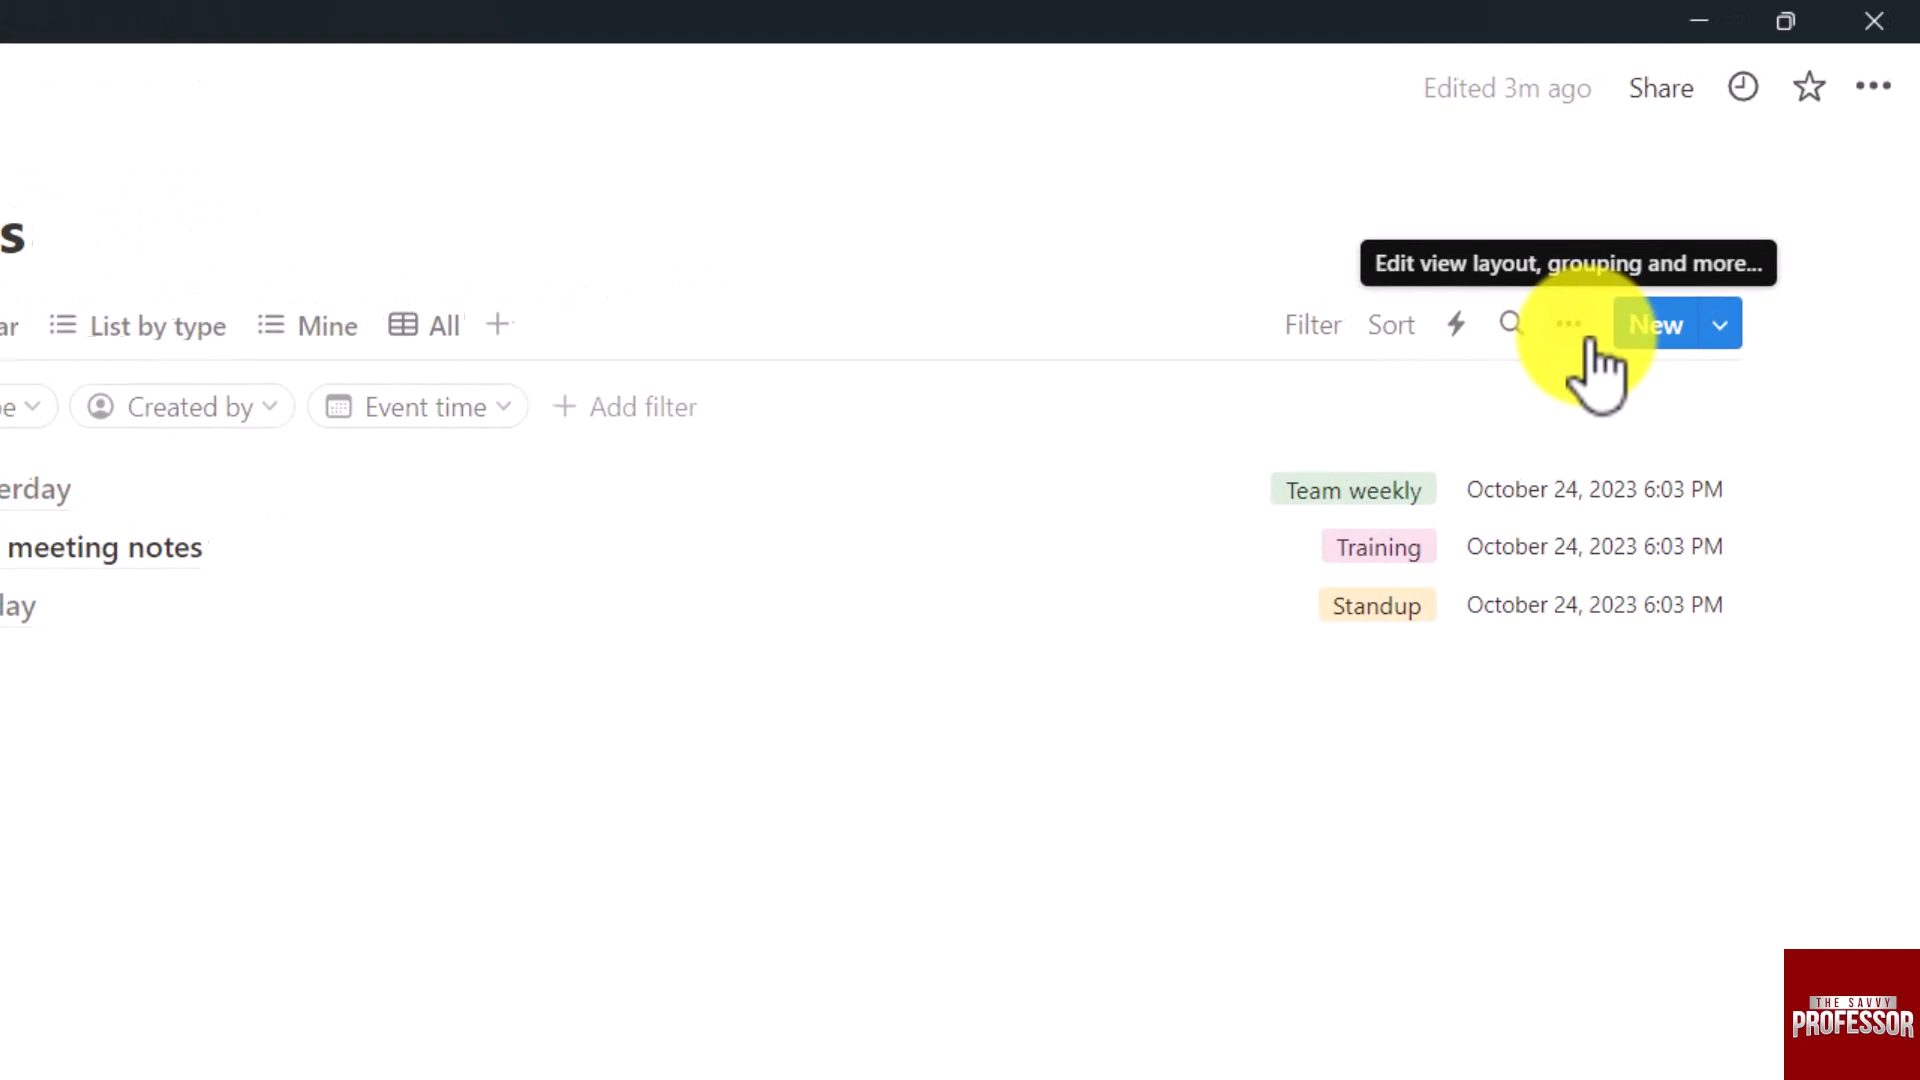 Edited 3m ago Share
s
Edit view layout, grouping and more...
ar List by type Mine All Filter Sort New
pe Created by Event time Add filter
erday Team weekly October 24, 2023 6:03 PM
meeting notes Training October 24, 2023 6:03 PM
day Standup October 24, 2023 6:03 PM
THE SAVVY
PROFESSOR